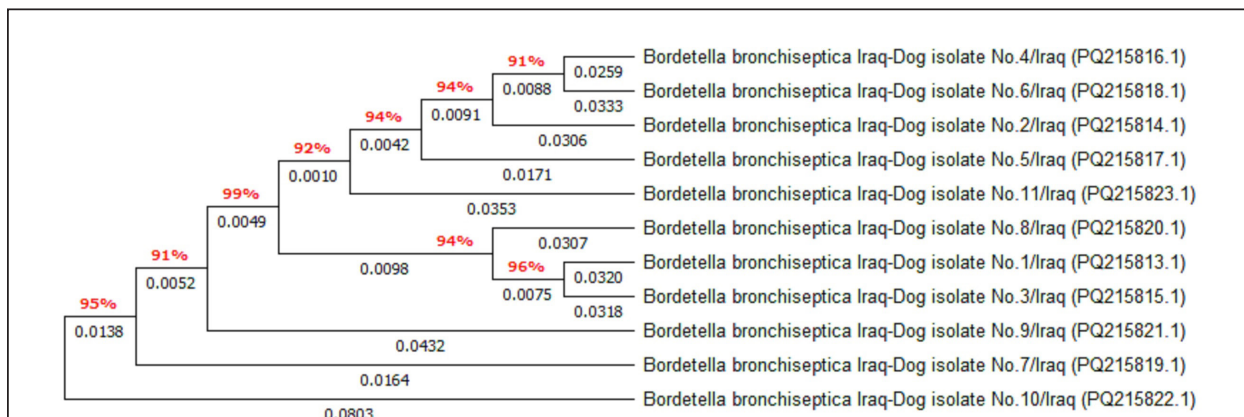 91%
Bordetella bronchiseptica Iraq-Dog isolate No.4/Iraq (PQ215816.1)
0.0259
94%
0.0088
Bordetella bronchiseptica Iraq-Dog isolate No.6/Iraq (PQ215818.1)
0.0333
94%
0.0091
Bordetella bronchiseptica Iraq-Dog isolate No.2/Iraq (PQ215814.1)
0.0306
92%
0.0042
Bordetella bronchiseptica Iraq-Dog isolate No.5/Iraq (PQ215817.1)
0.0171
99%
0.0010
Bordetella bronchiseptica Iraq-Dog isolate No.11/Iraq (PQ215823.1)
0.0353
0.0049
Bordetella bronchiseptica Iraq-Dog isolate No.8/Iraq (PQ215820.1)
94%
0.0307
91%
0.0098
96%
Bordetella bronchiseptica Iraq-Dog isolate No.1/Iraq (PQ215813.1)
0.0320
0.0052
0.0075
Bordetella bronchiseptica Iraq-Dog isolate No.3/Iraq (PQ215815.1)
95%
0.0318
0.0138
Bordetella bronchiseptica Iraq-Dog isolate No.9/Iraq (PQ215821.1)
0.0432
Bordetella bronchiseptica Iraq-Dog isolate No.7/Iraq (PQ215819.1)
0.0164
Bordetella bronchiseptica Iraq-Dog isolate No.10/Iraq (PQ215822.1)
0.0803